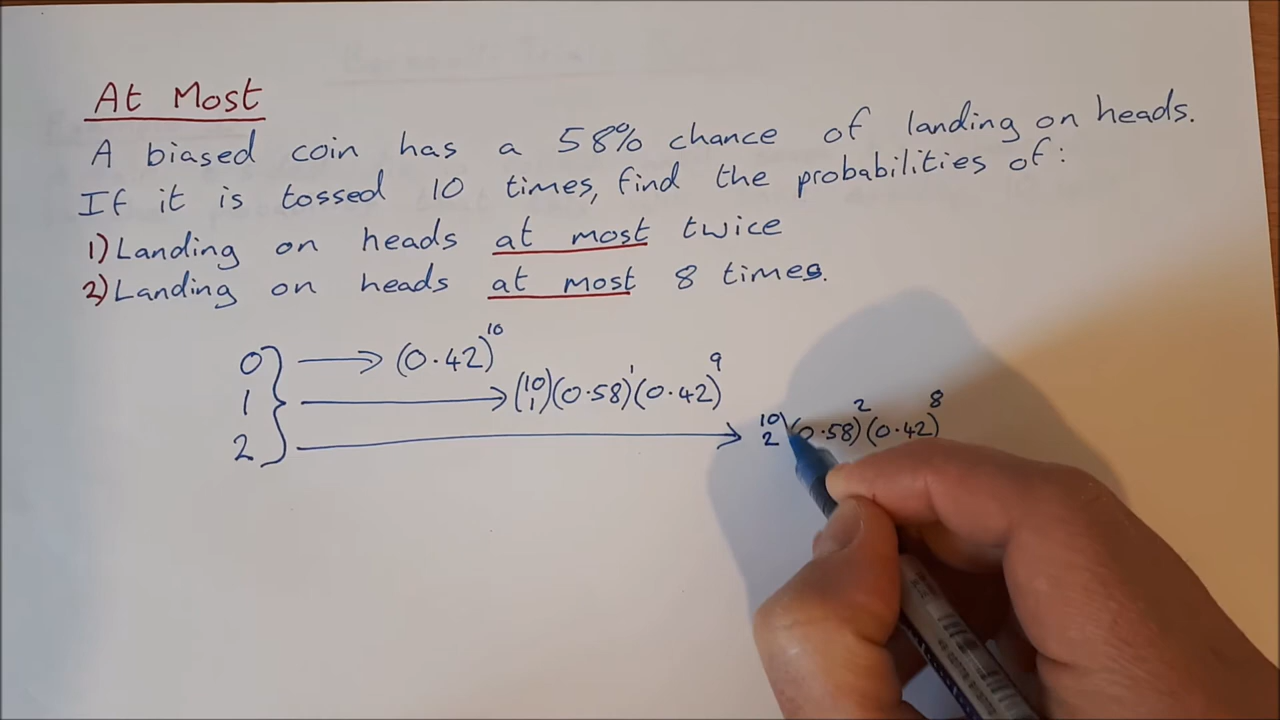 At Most
A biased coin has a 58% chance of landing on heads.
If it is tossed 10 times, find the probabilities of:
1) Landing on heads at most twice
2) Landing on heads at most 8 times.
0 } → (0.42)^10
1 } → (10 1)(0.58)^1(0.42)^9
2 } → 10 2)(0.58)^2(0.42)^8